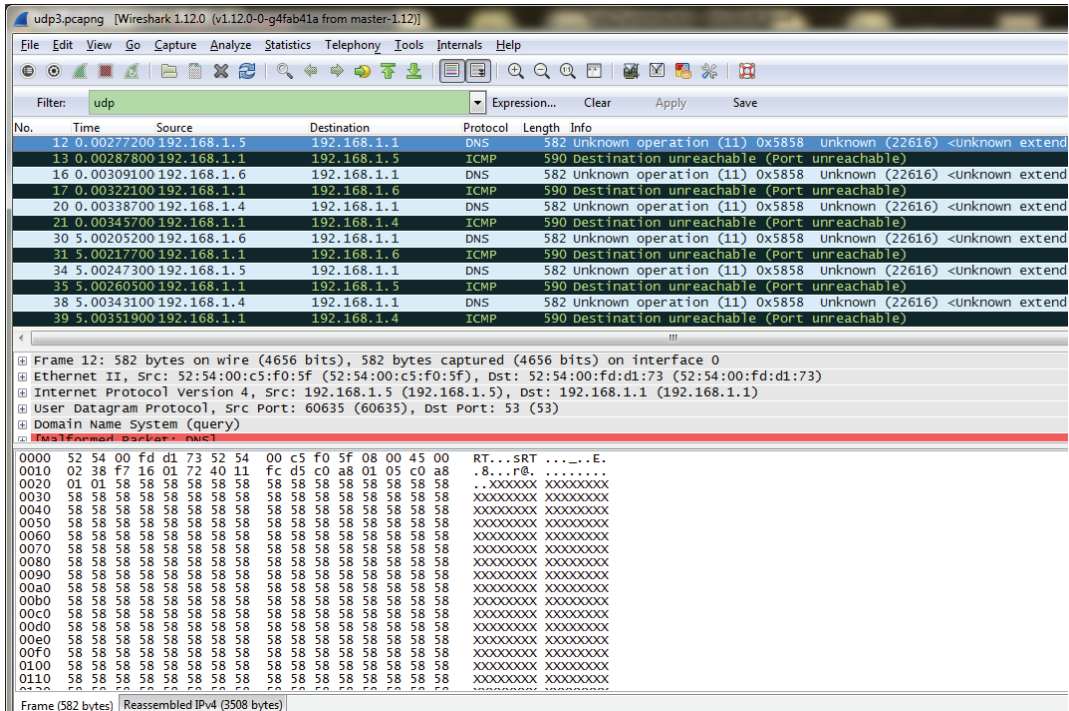 udp3.pcapng [Wireshark 1.12.0 (v1.12.0-0-g4fab41a from master-1.12)]
File Edit View Go Capture Analyze Statistics Telephony Tools Internals Help
Filter: udp Expression... Clear Apply Save
No. Time Source Destination Protocol Length Info
12 0.00277200 192.168.1.5 192.168.1.1 DNS 582 Unknown operation (11) 0x5858 Unknown (22616) <Unknown extend
13 0.00287800 192.168.1.1 192.168.1.5 ICMP 590 Destination unreachable (Port unreachable)
16 0.00309100 192.168.1.6 192.168.1.1 DNS 582 Unknown operation (11) 0x5858 Unknown (22616) <Unknown extend
17 0.00322100 192.168.1.1 192.168.1.6 ICMP 590 Destination unreachable (Port unreachable)
20 0.00338700 192.168.1.4 192.168.1.1 DNS 582 Unknown operation (11) 0x5858 Unknown (22616) <Unknown extend
21 0.00345700 192.168.1.1 192.168.1.4 ICMP 590 Destination unreachable (Port unreachable)
30 5.00205200 192.168.1.6 192.168.1.1 DNS 582 Unknown operation (11) 0x5858 Unknown (22616) <Unknown extend
31 5.00217700 192.168.1.1 192.168.1.6 ICMP 590 Destination unreachable (Port unreachable)
34 5.00247300 192.168.1.5 192.168.1.1 DNS 582 Unknown operation (11) 0x5858 Unknown (22616) <Unknown extend
35 5.00260500 192.168.1.1 192.168.1.5 ICMP 590 Destination unreachable (Port unreachable)
38 5.00343100 192.168.1.4 192.168.1.1 DNS 582 Unknown operation (11) 0x5858 Unknown (22616) <Unknown extend
39 5.00351900 192.168.1.1 192.168.1.4 ICMP 590 Destination unreachable (Port unreachable)
Frame 12: 582 bytes on wire (4656 bits), 582 bytes captured (4656 bits) on interface 0
Ethernet II, Src: 52:54:00:c5:f0:5f (52:54:00:c5:f0:5f), Dst: 52:54:00:fd:d1:73 (52:54:00:fd:d1:73)
Internet Protocol Version 4, Src: 192.168.1.5 (192.168.1.5), Dst: 192.168.1.1 (192.168.1.1)
User Datagram Protocol, Src Port: 60635 (60635), Dst Port: 53 (53)
Domain Name System (query)
[Malformed Packet: DNS]
0000 52 54 00 fd d1 73 52 54 00 c5 f0 5f 08 00 45 00 RT...sRT ..._..E.
0010 02 38 f7 16 01 72 40 11 fc d5 c0 a8 01 05 c0 a8 .8...r@. ........
0020 01 01 58 58 58 58 58 58 58 58 58 58 58 58 58 58 ..XXXXXX XXXXXXXX
0030 58 58 58 58 58 58 58 58 58 58 58 58 58 58 58 58 XXXXXXXX XXXXXXXX
0040 58 58 58 58 58 58 58 58 58 58 58 58 58 58 58 58 XXXXXXXX XXXXXXXX
0050 58 58 58 58 58 58 58 58 58 58 58 58 58 58 58 58 XXXXXXXX XXXXXXXX
0060 58 58 58 58 58 58 58 58 58 58 58 58 58 58 58 58 XXXXXXXX XXXXXXXX
0070 58 58 58 58 58 58 58 58 58 58 58 58 58 58 58 58 XXXXXXXX XXXXXXXX
0080 58 58 58 58 58 58 58 58 58 58 58 58 58 58 58 58 XXXXXXXX XXXXXXXX
0090 58 58 58 58 58 58 58 58 58 58 58 58 58 58 58 58 XXXXXXXX XXXXXXXX
00a0 58 58 58 58 58 58 58 58 58 58 58 58 58 58 58 58 XXXXXXXX XXXXXXXX
00b0 58 58 58 58 58 58 58 58 58 58 58 58 58 58 58 58 XXXXXXXX XXXXXXXX
00c0 58 58 58 58 58 58 58 58 58 58 58 58 58 58 58 58 XXXXXXXX XXXXXXXX
00d0 58 58 58 58 58 58 58 58 58 58 58 58 58 58 58 58 XXXXXXXX XXXXXXXX
00e0 58 58 58 58 58 58 58 58 58 58 58 58 58 58 58 58 XXXXXXXX XXXXXXXX
00f0 58 58 58 58 58 58 58 58 58 58 58 58 58 58 58 58 XXXXXXXX XXXXXXXX
0100 58 58 58 58 58 58 58 58 58 58 58 58 58 58 58 58 XXXXXXXX XXXXXXXX
0110 58 58 58 58 58 58 58 58 58 58 58 58 58 58 58 58 XXXXXXXX XXXXXXXX
Frame (582 bytes) Reassembled IPv4 (3508 bytes)